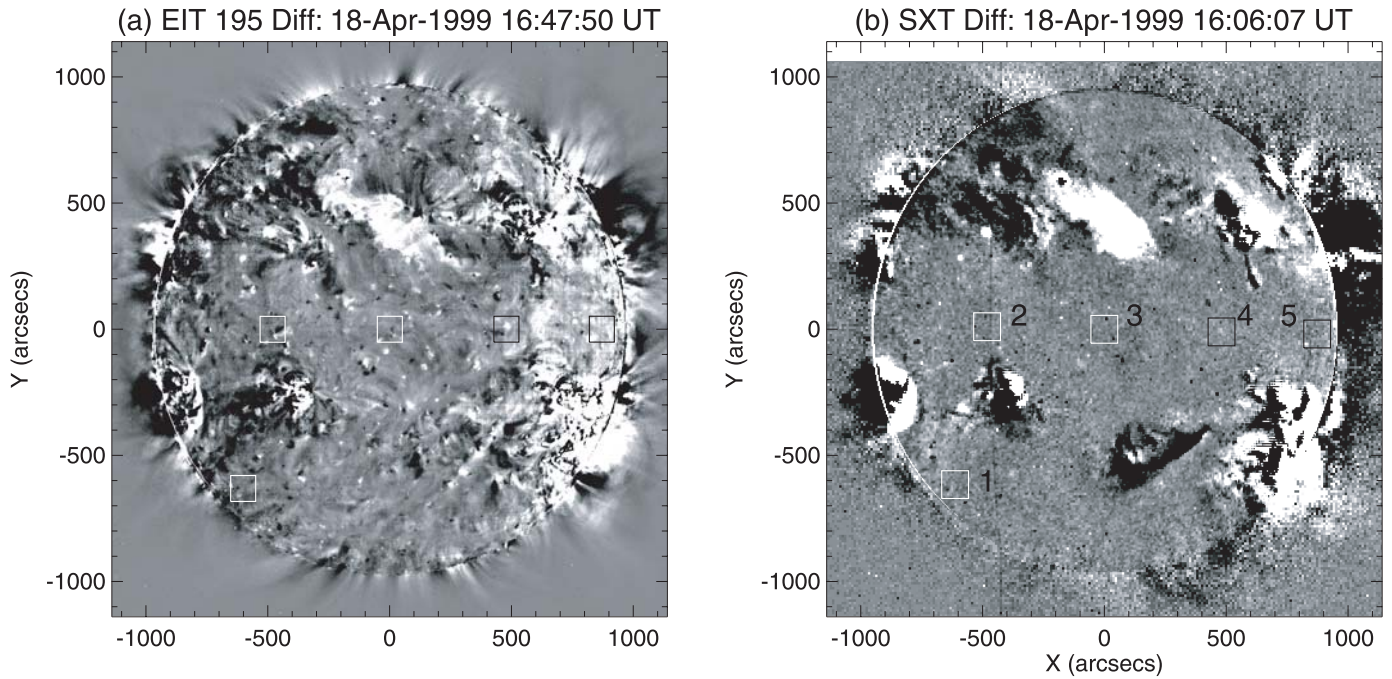 (a) EIT 195 Diff: 18-Apr-1999 16:47:50 UT
1000
500
0
-500
-1000
Y (arcsecs)
-1000 -500 0 500 1000
(b) SXT Diff: 18-Apr-1999 16:06:07 UT
1000
500
0
-500
-1000
Y (arcsecs)
2 3 4 5
1
-1000 -500 0 500 1000
X (arcsecs)